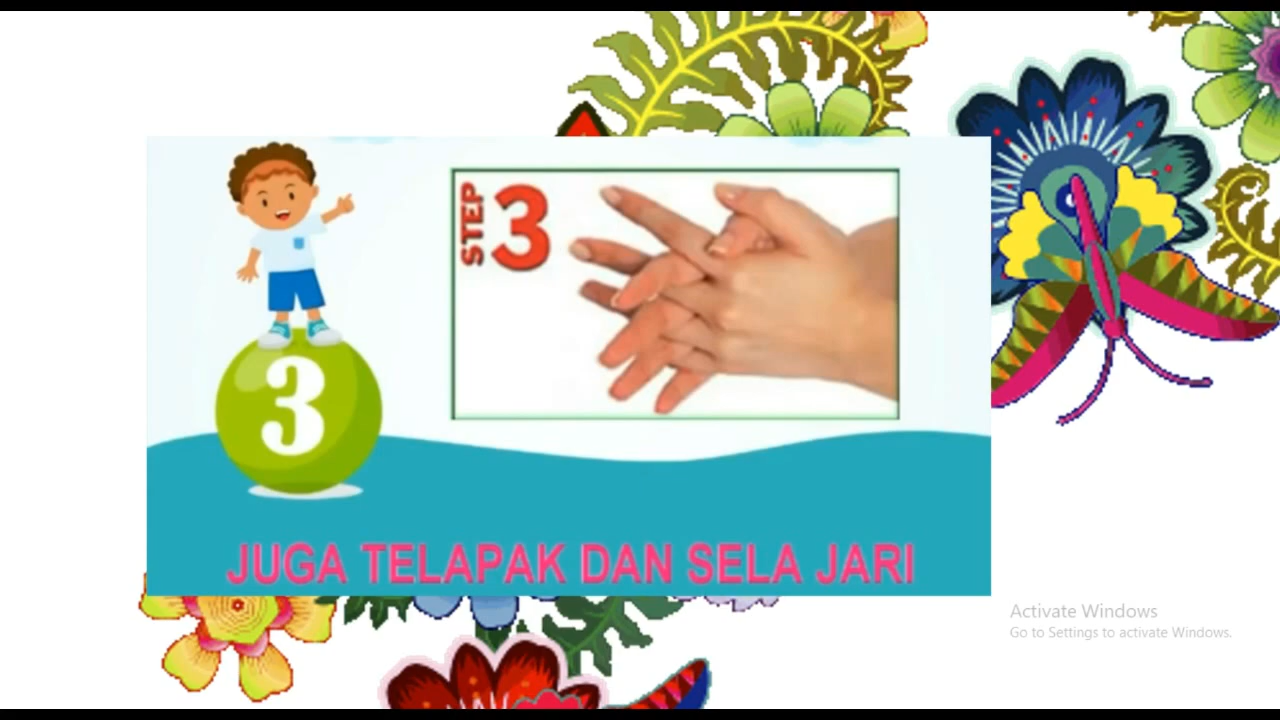 STEP 3
3
JUGA TELAPAK DAN SELA JARI
Activate Windows
Go to Settings to activate Windows.